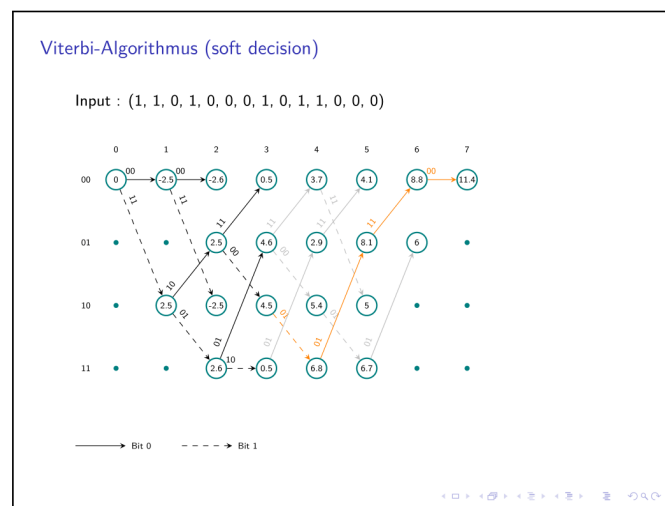 Viterbi-Algorithmus (soft decision)
Input : (1, 1, 0, 1, 0, 0, 0, 1, 0, 1, 1, 0, 0, 0)
0 1 2 3 4 5 6 7
00 0 00 -2.5 00 -2.6 0.5 3.7 4.1 8.8 00 11.4
11 11 11 11 11 11 11
01 2.5 4.6 2.9 8.1 6
10 00 00
10 2.5 -2.5 4.5 5.4 5
01 01 01
01 01 01 01
11 2.6 10 0.5 6.8 6.7
Bit 0 Bit 1